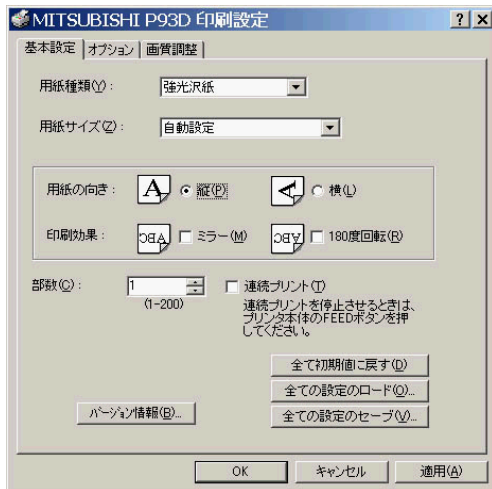 MITSUBISHI P93D 印刷設定
基本設定 オプション 画質調整
用紙種類(Y): 強光沢紙
用紙サイズ(Z): 自動設定
用紙の向き: A 縦(P) A 横(L)
印刷効果: ABC ミラー(M) ABC 180度回転(R)
部数(C): 1 連続プリント(T)
(1-200)
連続プリントを停止させるときは、
プリンタ本体のFEEDボタンを押
してください。
全て初期値に戻す(D)
全ての設定のロード(O)...
バージョン情報(B)... 全ての設定のセーブ(V)...
OK キャンセル 適用(A)